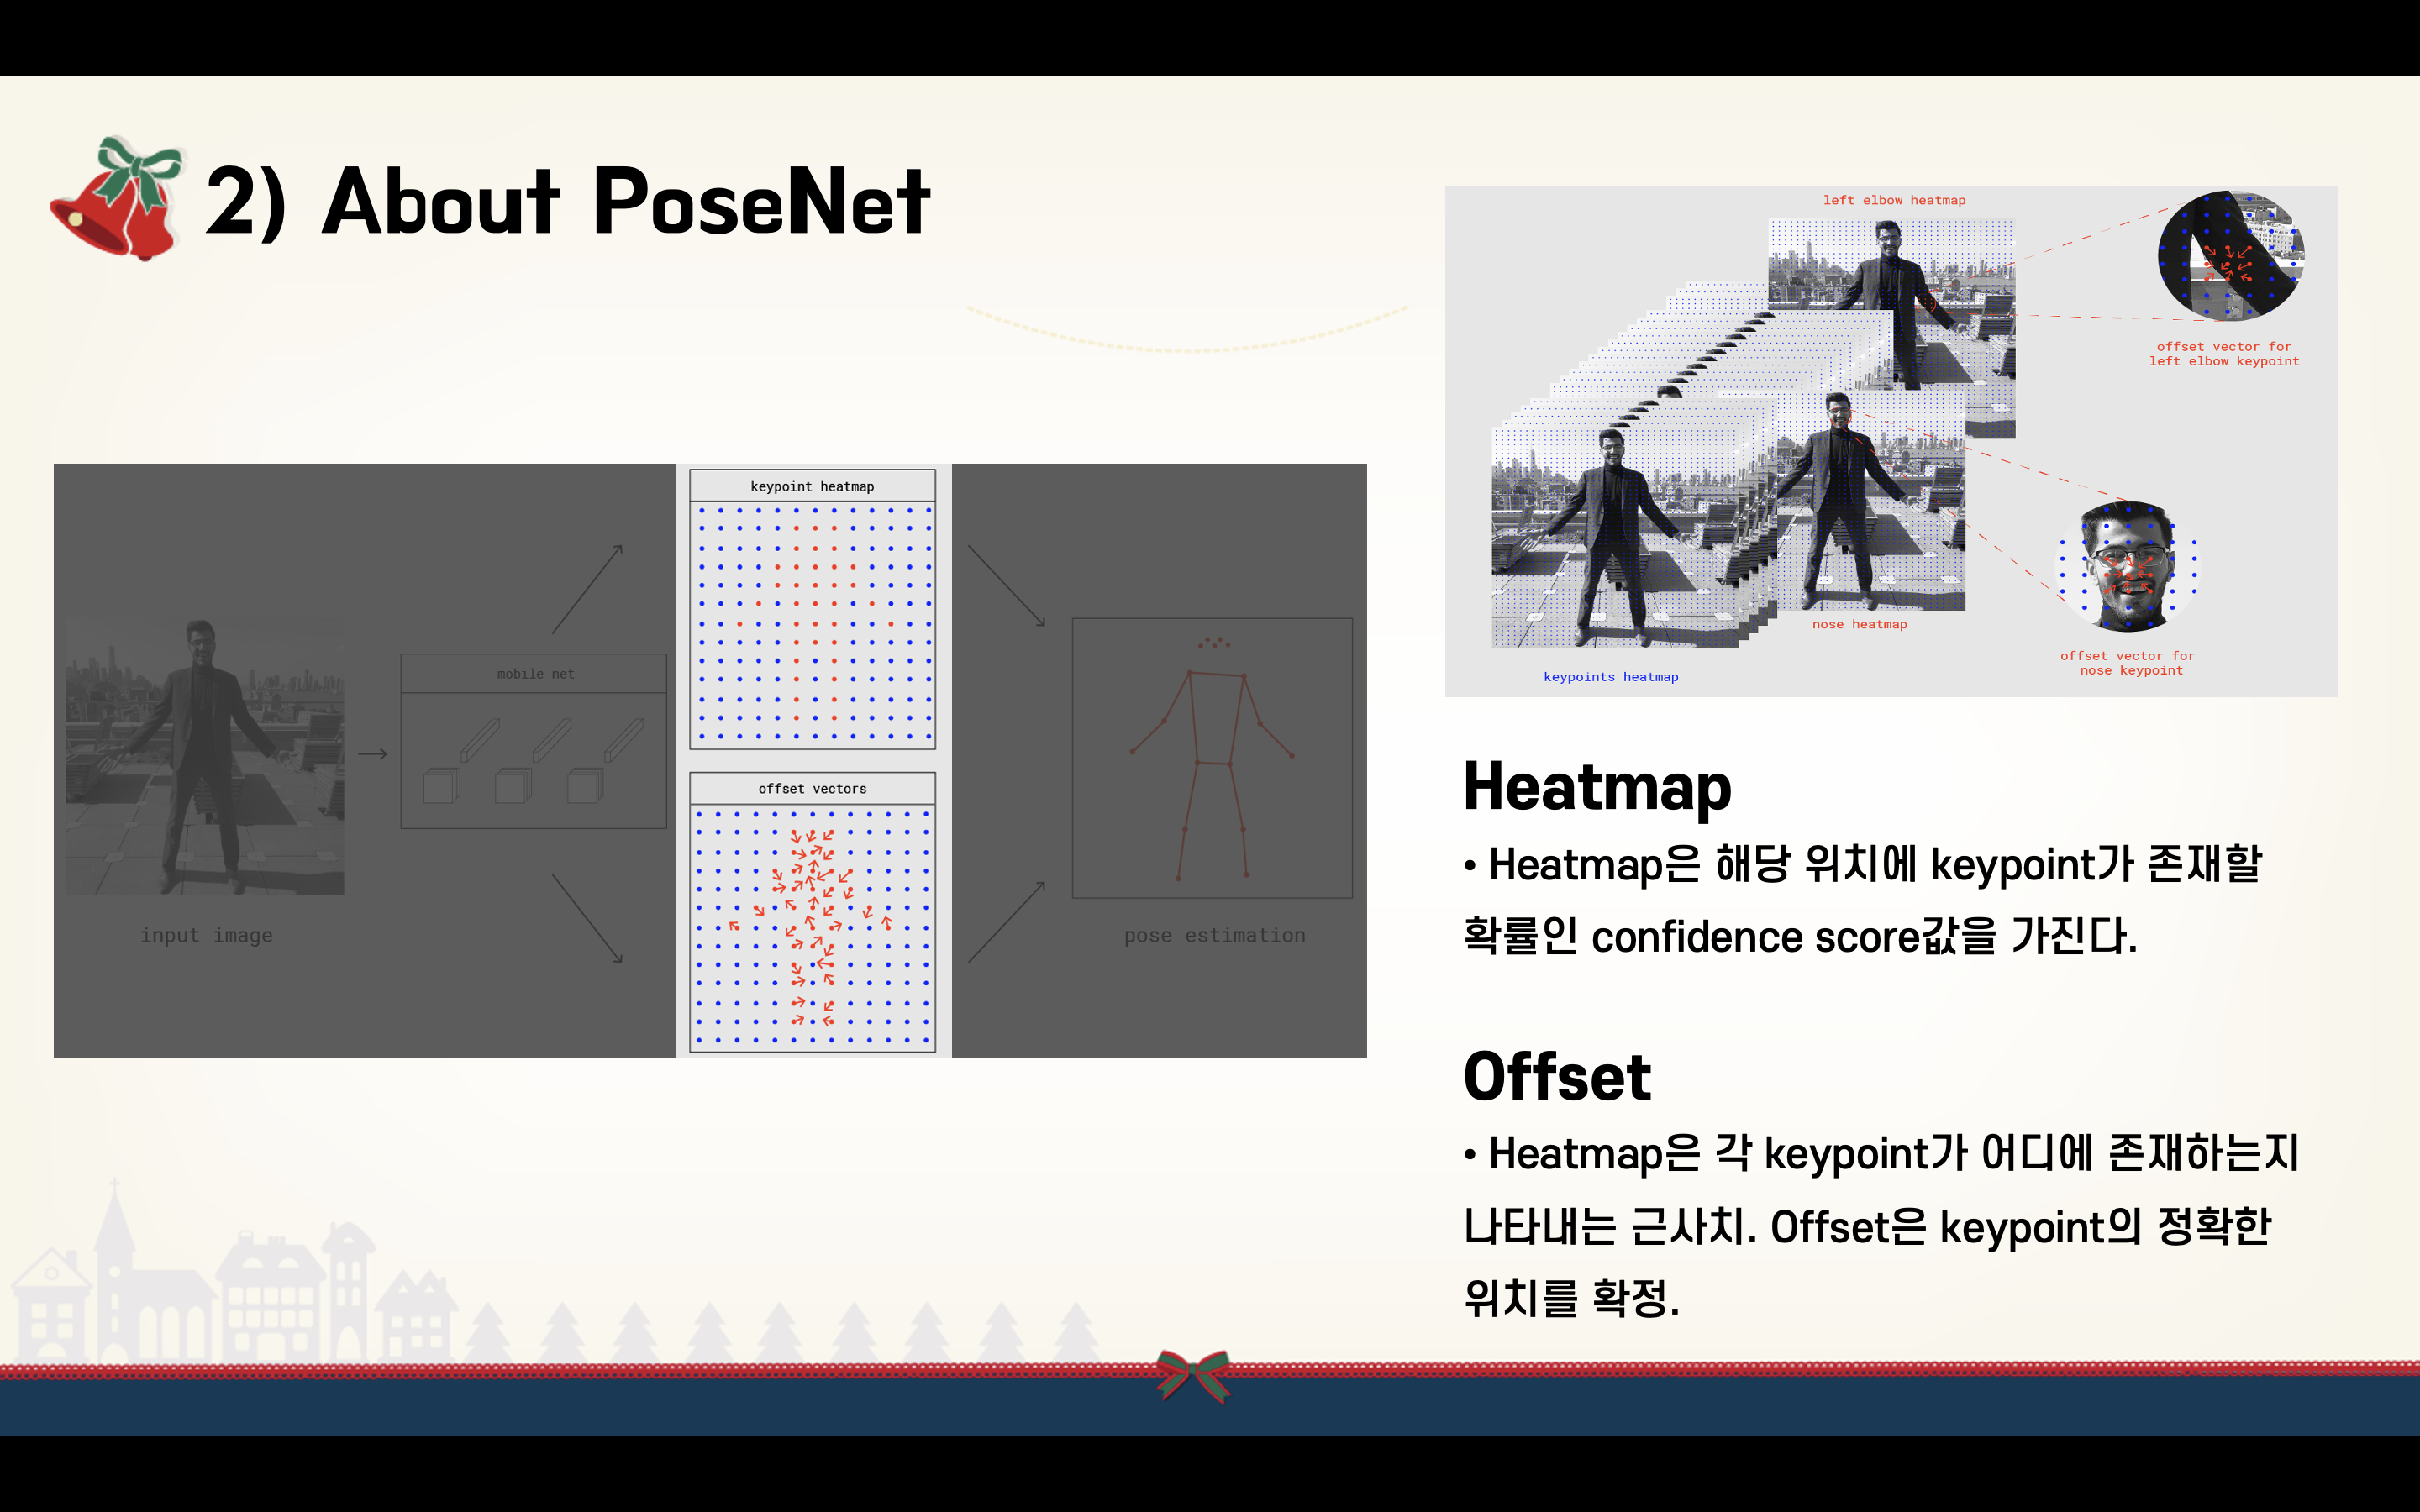 2) About PoseNet
input image
mobile net
keypoint heatmap
offset vectors
pose estimation
left elbow heatmap
offset vector for
left elbow keypoint
nose heatmap
offset vector for
nose keypoint
keypoints heatmap
Heatmap
• Heatmap은 해당 위치에 keypoint가 존재할
확률인 confidence score값을 가진다.
Offset
• Heatmap은 각 keypoint가 어디에 존재하는지
나타내는 근사치. Offset은 keypoint의 정확한
위치를 확정.